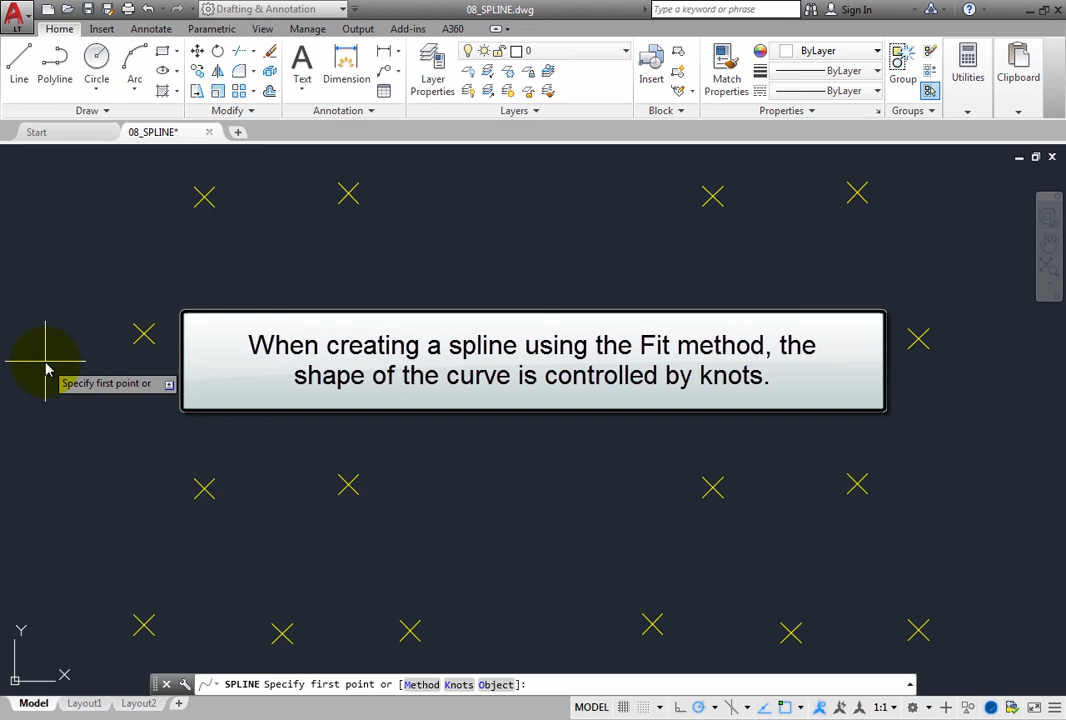 Drafting & Annotation
08_SPLINE.dwg
Type a keyword or phrase
Sign In
LT
Home Insert Annotate Parametric View Manage Output Add-ins A360
Line Polyline Circle Arc
Text Dimension
Layer Properties
0
Insert
Match Properties
ByLayer
ByLayer
ByLayer
Group
Utilities
Clipboard
Draw Modify Annotation Layers Block Properties Groups
Start 08_SPLINE*
When creating a spline using the Fit method, the
shape of the curve is controlled by knots.
Specify first point or
Y
X
SPLINE Specify first point or [Method Knots Object]:
Model Layout1 Layout2
MODEL 1:1